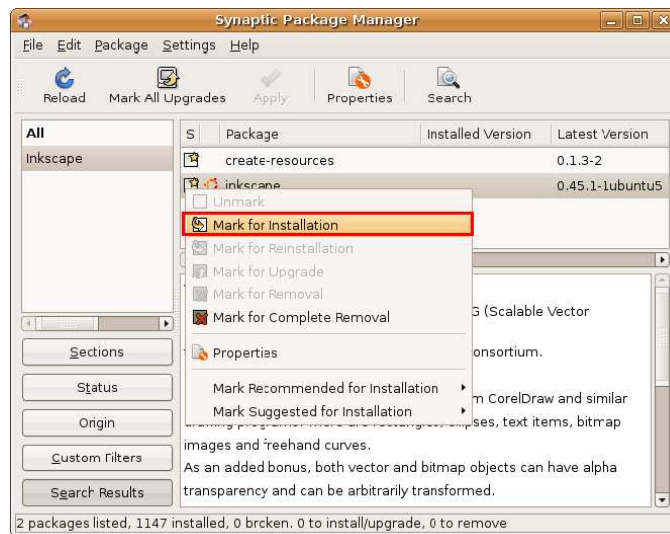 Synaptic Package Manager
File Edit Package Settings Help
Reload Mark All Upgrades Apply Properties Search
All
Inkscape
S Package Installed Version Latest Version
create-resources 0.1.3-2
inkscape 0.45.1-1ubuntu5
Unmark
Mark for Installation
Mark for Reinstallation
Mark for Upgrade
Mark for Removal
Mark for Complete Removal
Properties
Mark Recommended for Installation
Mark Suggested for Installation
G (Scalable Vector
onsortium.
m CorelDraw and similar
ellipses, text items, bitmap
images and freehand curves.
As an added bonus, both vector and bitmap objects can have alpha
transparency and can be arbitrarily transformed.
Sections
Status
Origin
Custom Filters
Search Results
2 packages listed, 1147 installed, 0 broken. 0 to install/upgrade, 0 to remove